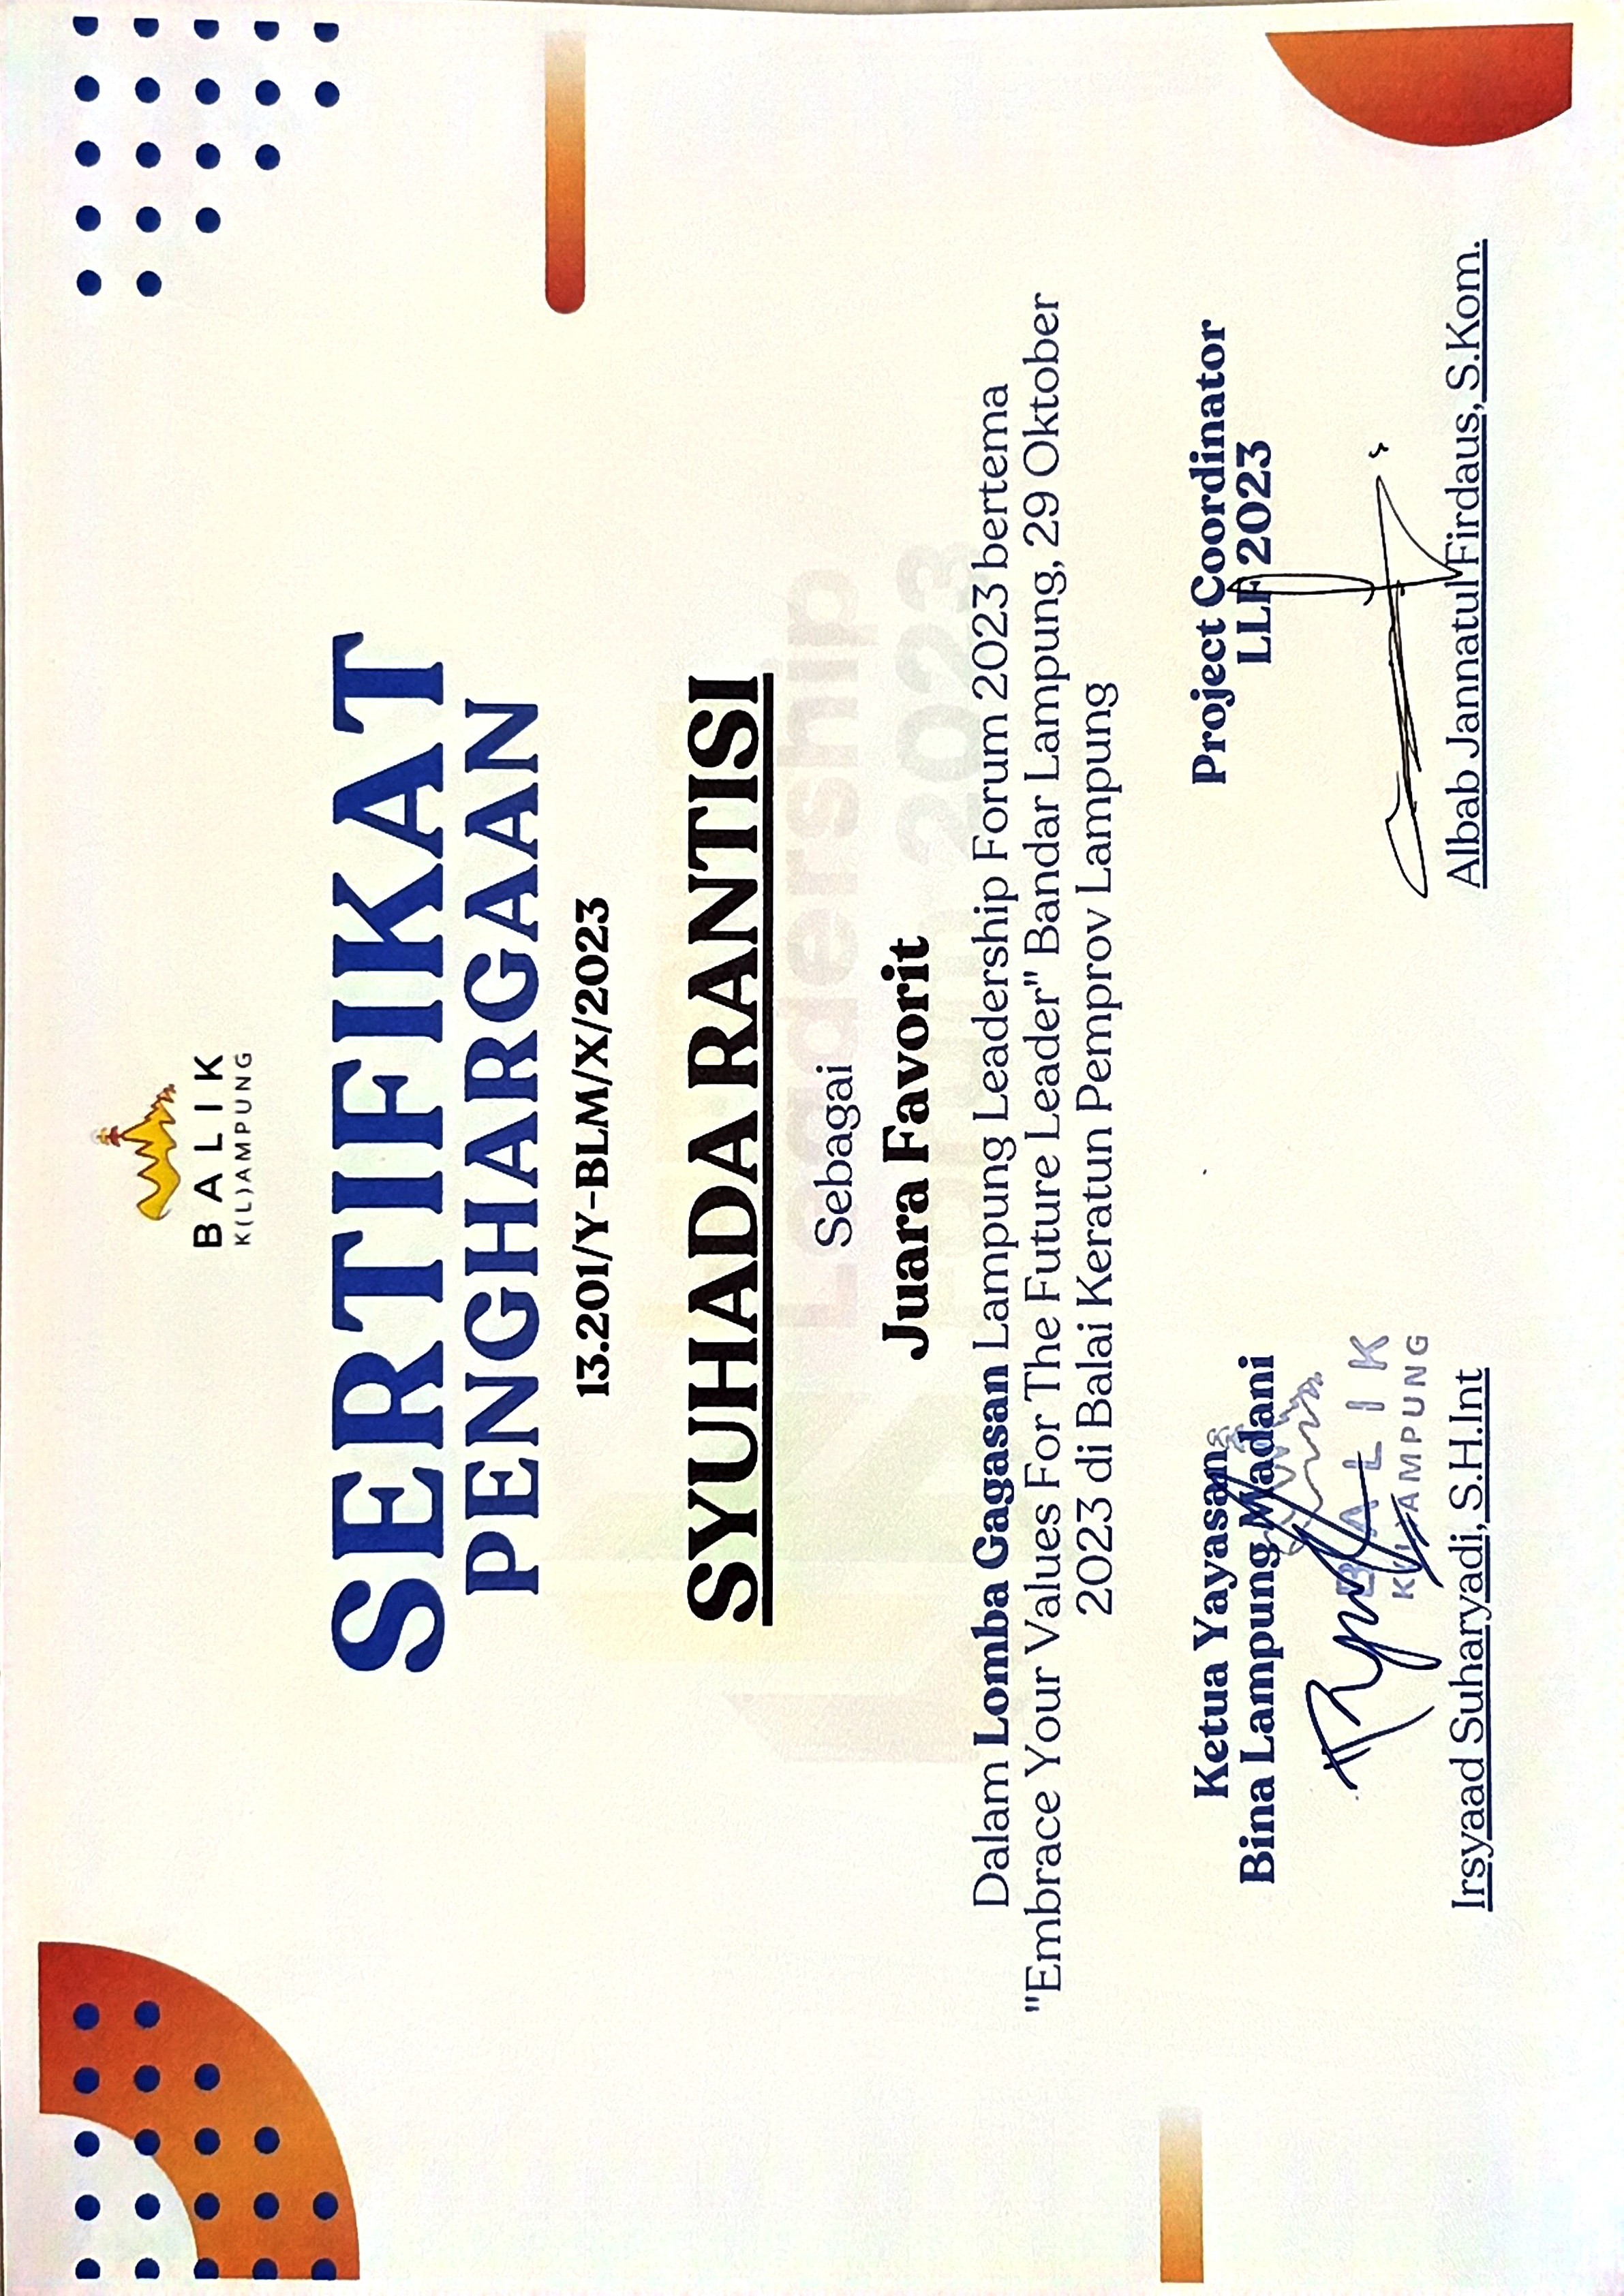 BALIK
K(L)AMPUNG
SERTIFIKAT
PENGHARGAAN
13.201/Y-BLM/X/2023
SYUHADA RANTISI
Leadership
Sebagai
Juara Favorit
Forum 2023
Dalam Lomba Gagasan Lampung Leadership Forum 2023 bertema
"Embrace Your Values For The Future Leader" Bandar Lampung, 29 Oktober
2023 di Balai Keratun Pemprov Lampung
Ketua Yayasan
Bina Lampung Madani
BALIK
K(L)AMPUNG
Irsyaad Suharyadi, S.H.Int
Project Coordinator
LLF 2023
Albab Jannatul Firdaus, S.Kom.